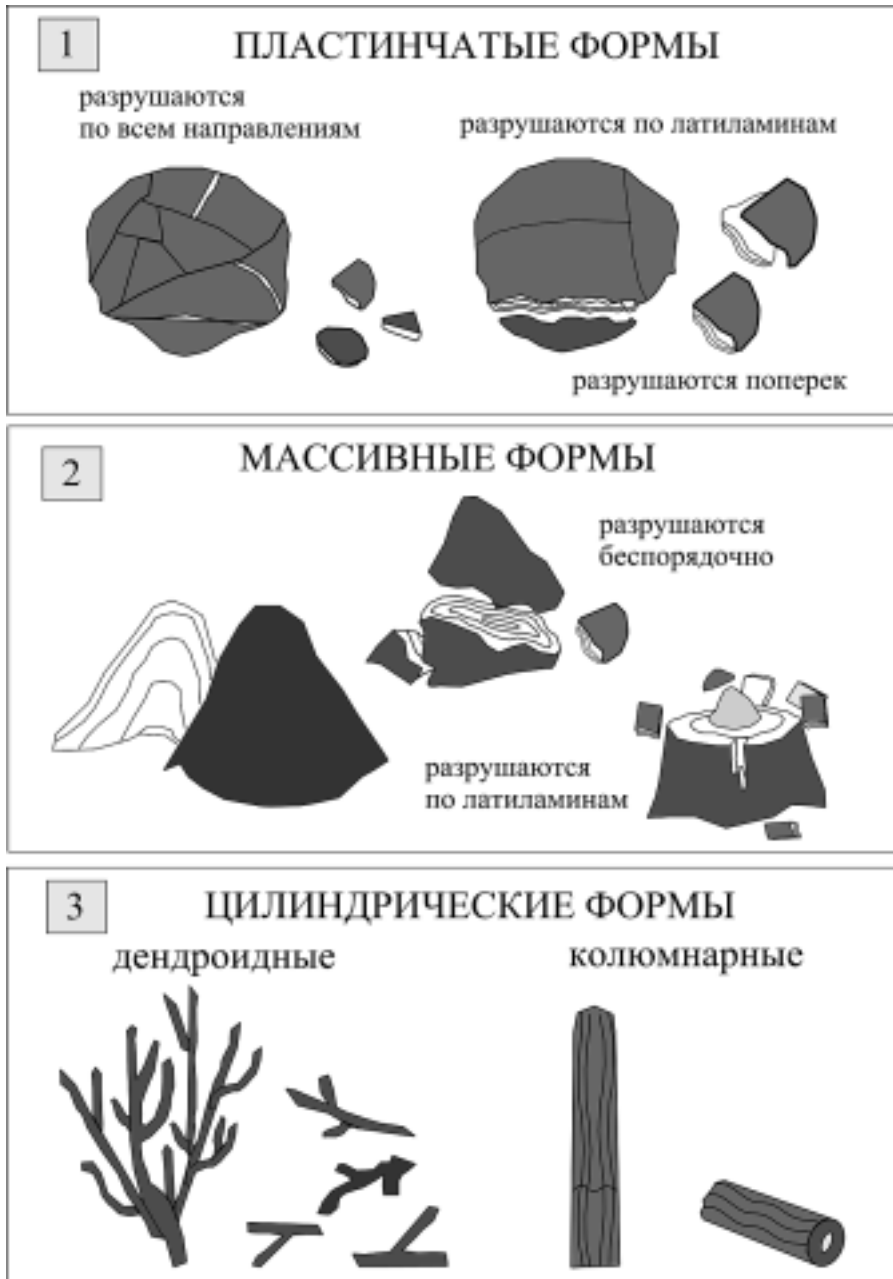 1
ПЛАСТИНЧАТЫЕ ФОРМЫ
разрушаются
по всем направлениям
разрушаются по латиламинам
разрушаются поперек
2
МАССИВНЫЕ ФОРМЫ
разрушаются
беспорядочно
разрушаются
по латиламинам
3
ЦИЛИНДРИЧЕСКИЕ ФОРМЫ
дендроидные
колюмнарные